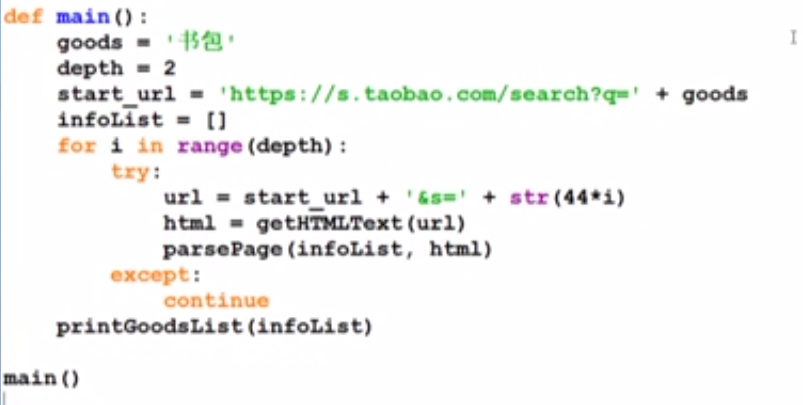 def main():
    goods = '书包'
    depth = 2
    start_url = 'https://s.taobao.com/search?q=' + goods
    infoList = []
    for i in range(depth):
        try:
            url = start_url + '&s=' + str(44*i)
            html = getHTMLText(url)
            parsePage(infoList, html)
        except:
            continue
    printGoodsList(infoList)

main()